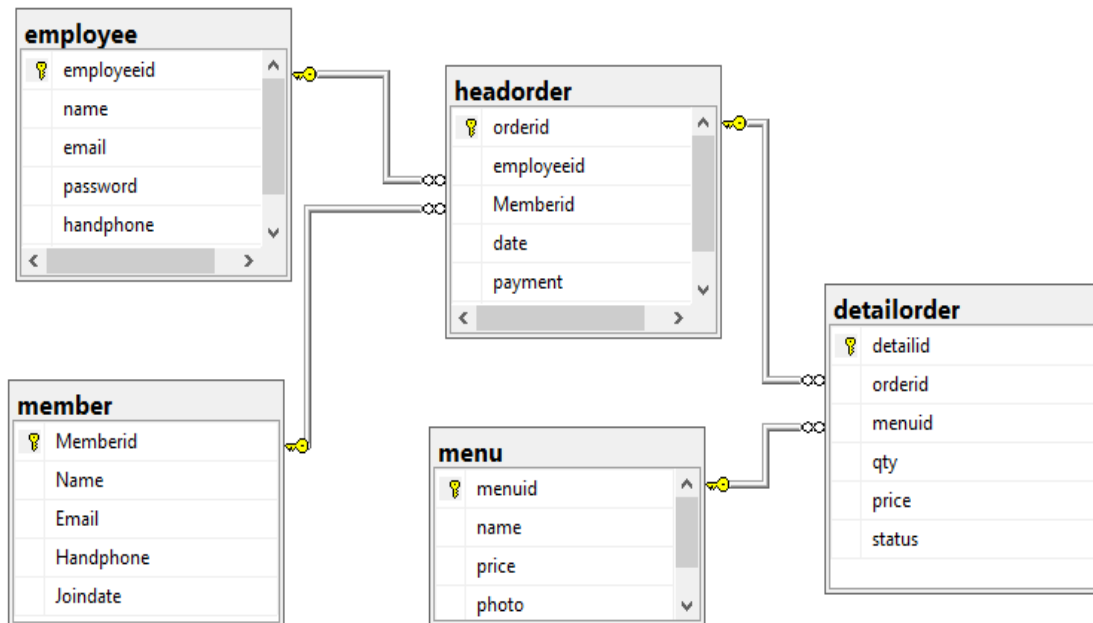 employee
employeeid
name
email
password
handphone
headorder
orderid
employeeid
Memberid
date
payment
detailorder
detailid
orderid
menuid
qty
price
status
member
Memberid
Name
Email
Handphone
Joindate
menu
menuid
name
price
photo